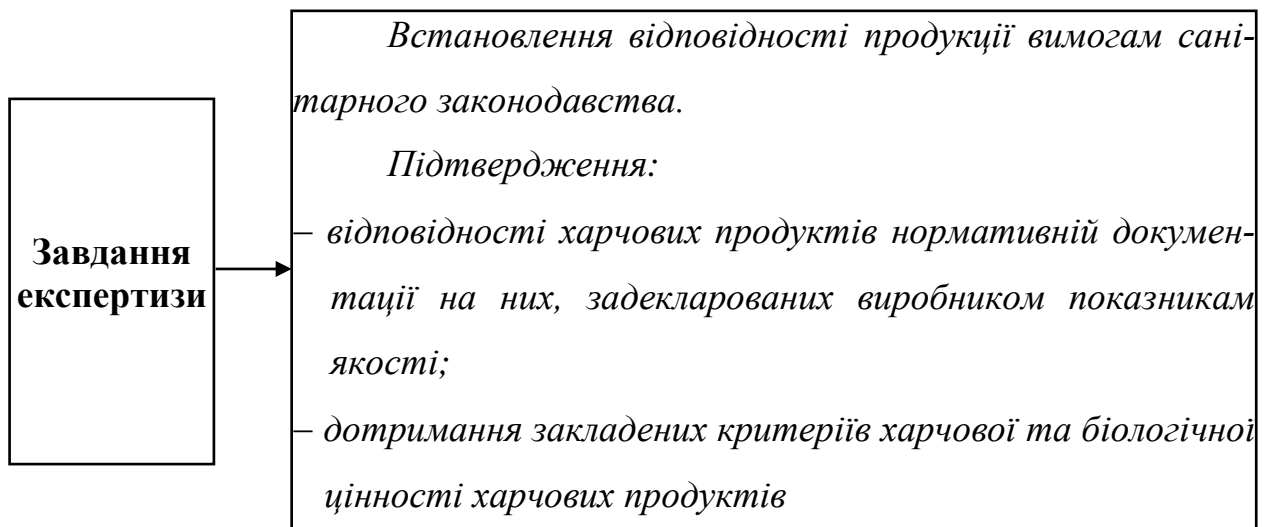 Завдання
експертизи
Встановлення відповідності продукції вимогам сані-
тарного законодавства.
Підтвердження:
– відповідності харчових продуктів нормативній докумен-
тації на них, задекларованих виробником показникам
якості;
– дотримання закладених критеріїв харчової та біологічної
цінності харчових продуктів